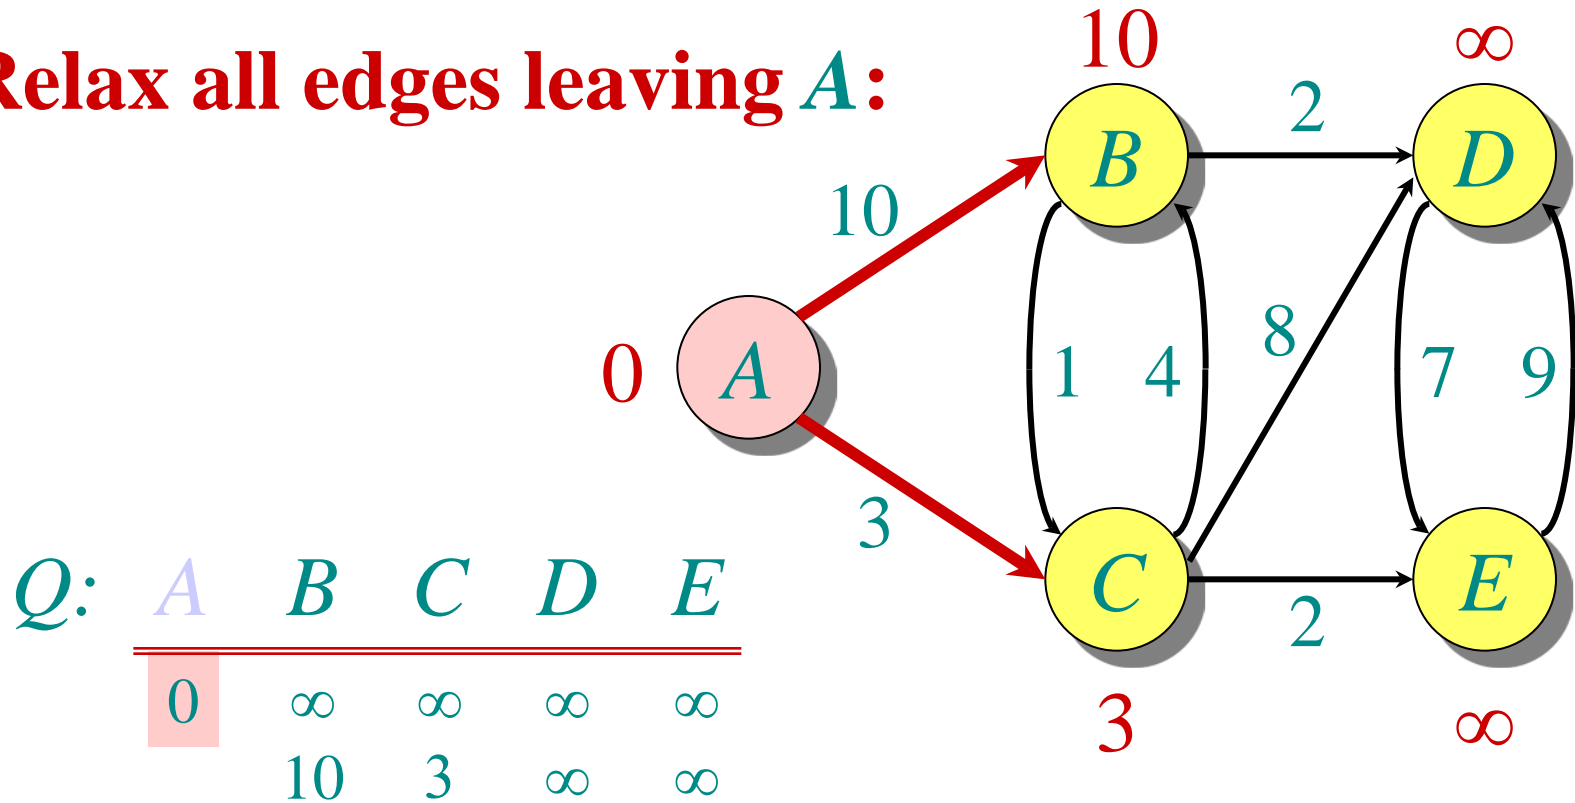 Relax all edges leaving A:
10 ∞
B 2 D
10
0 A 1 4 8 7 9
3
C 2 E
3 ∞
Q: A B C D E
0 ∞ ∞ ∞ ∞
10 3 ∞ ∞